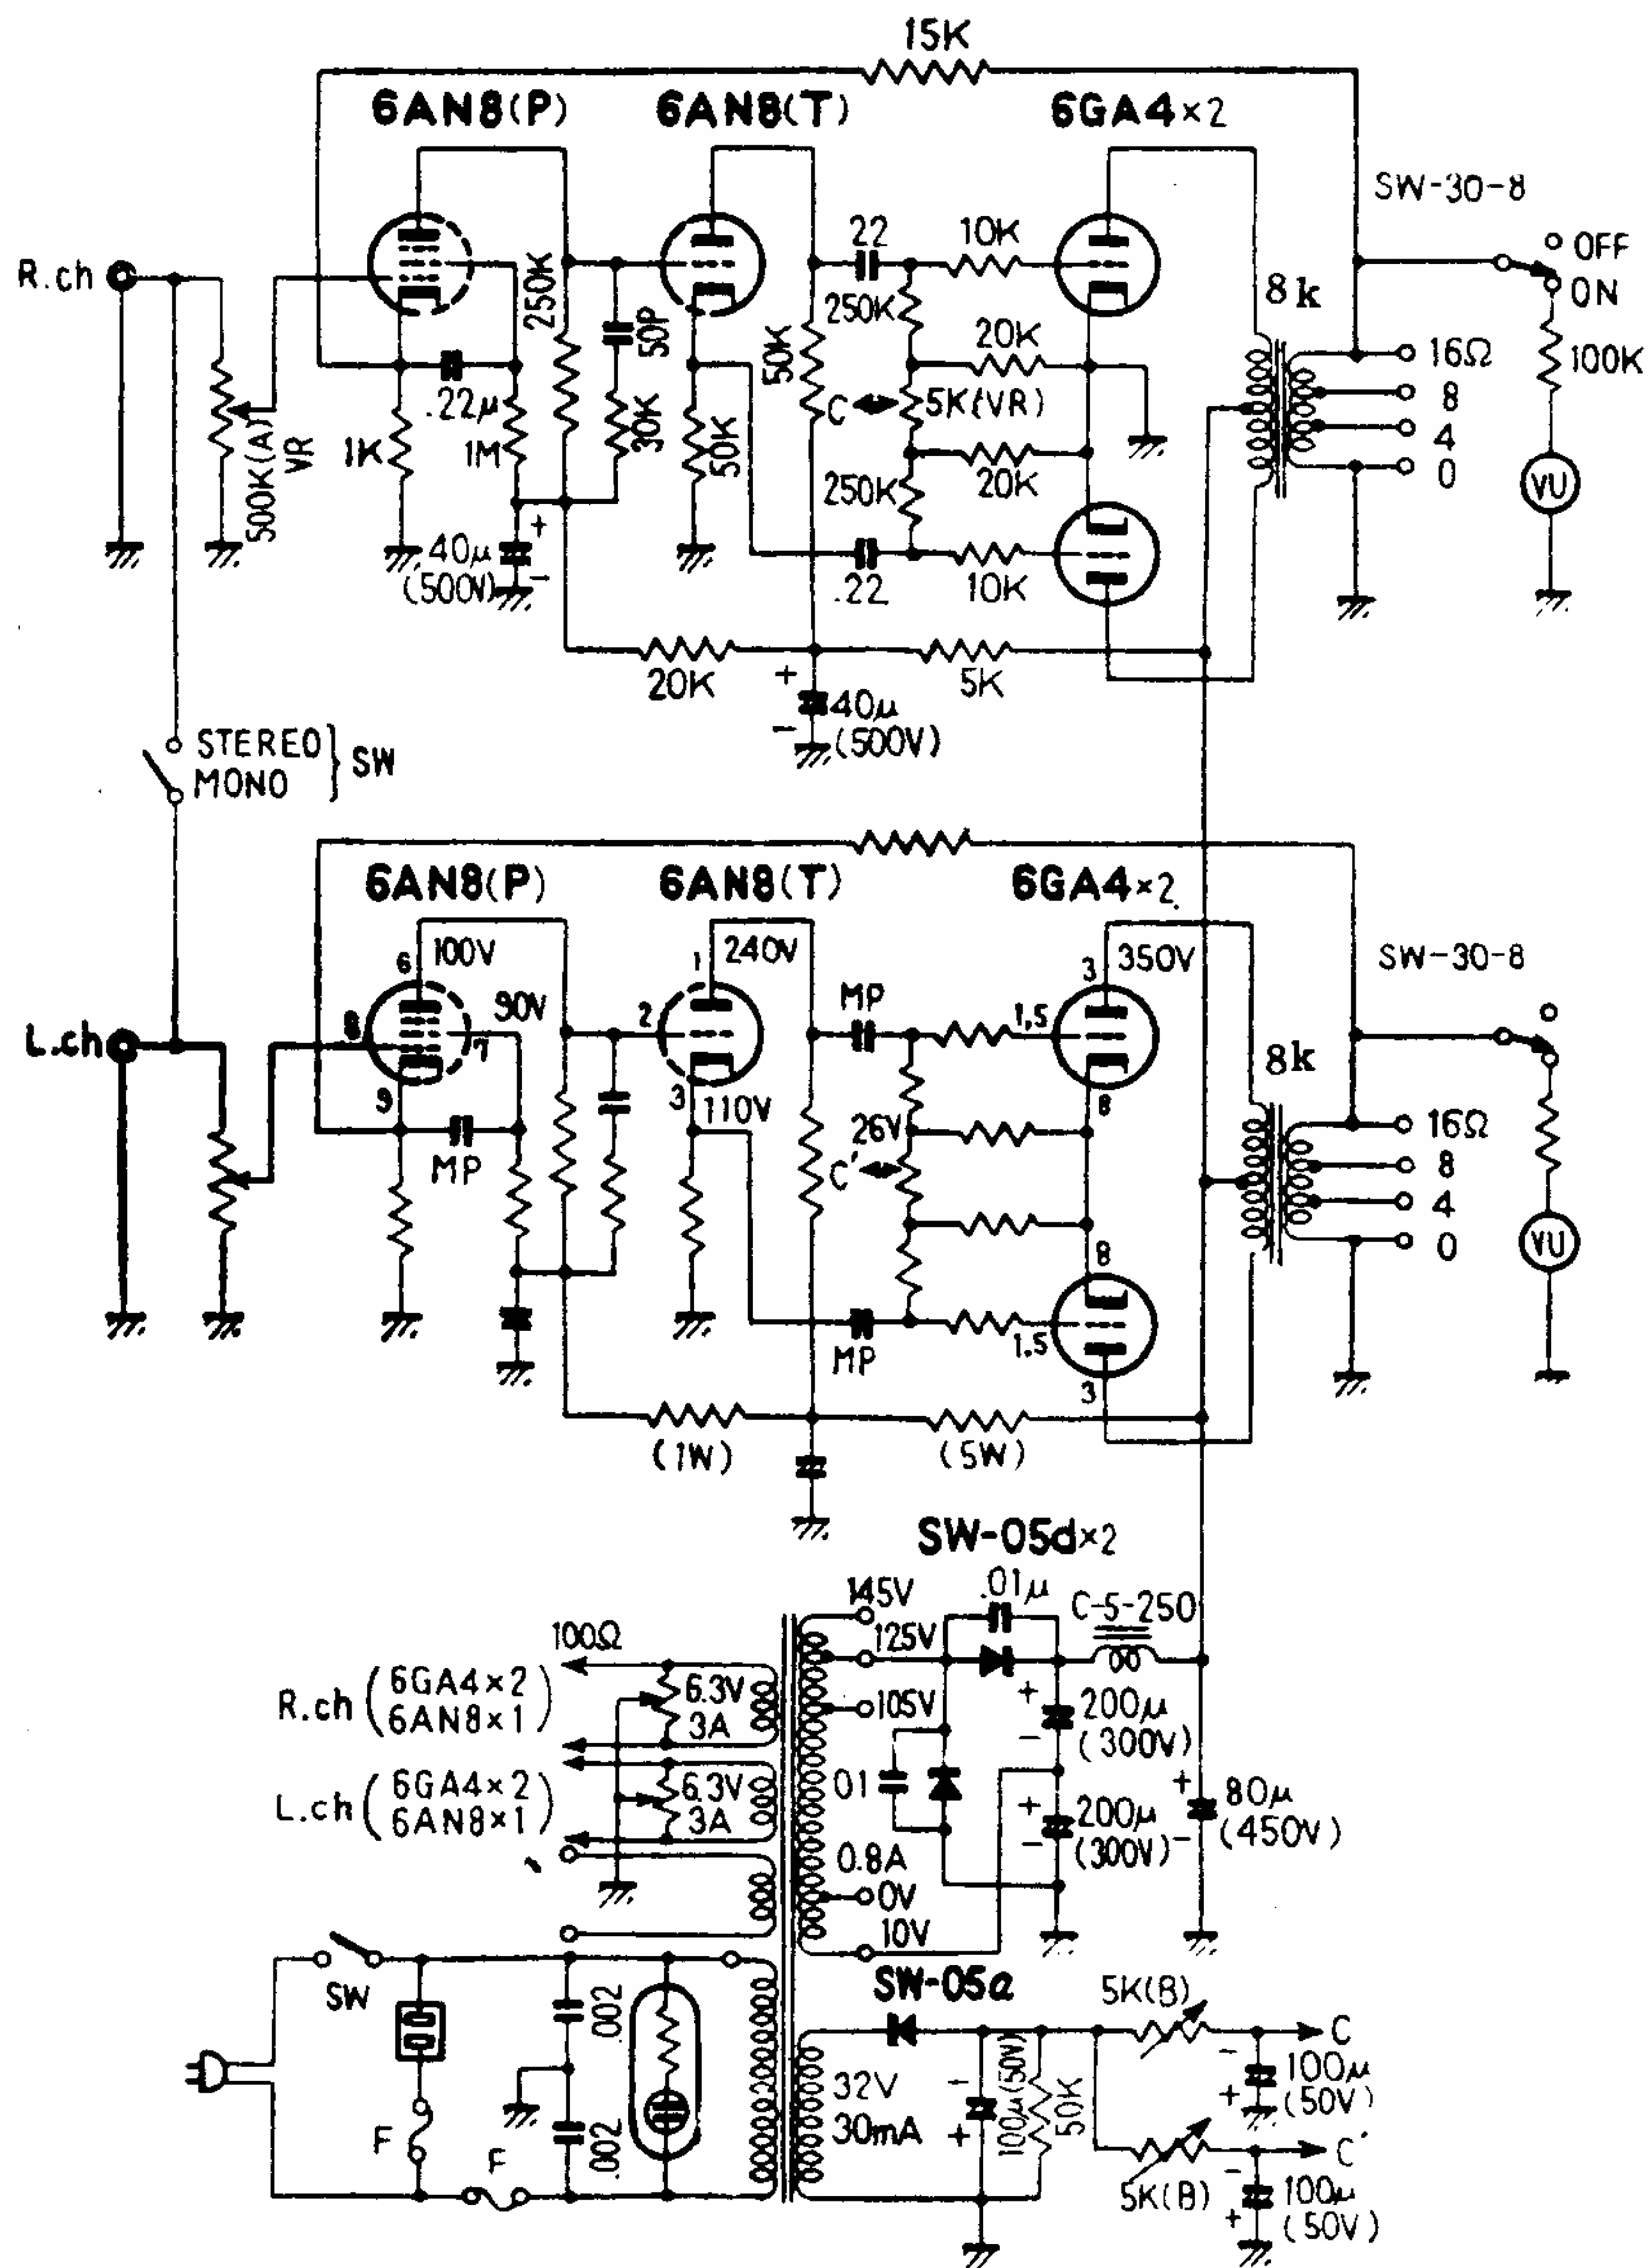 15K
6AN8(P)
6AN8(T)
6GA4×2
SW-30-8
OFF
ON
R.ch
250K
22
10K
8k
50P
250K
20K
16Ω
100K
.22μ
50K
C
5K(VR)
8
500K(A)
VR
1K
1M
30K
50K
4
250K
20K
0
VU
40μ
(500V)
+
-
.22
10K
20K
5K
+
40μ
-
(500V)
STEREO
MONO
SW
6AN8(P)
6AN8(T)
6GA4×2
SW-30-8
6
100V
1
240V
3
350V
90V
MP
L.ch
8
7
2
1,5
8k
9
3
110V
8
26V
16Ω
MP
C'
8
4
8
0
VU
MP
1,5
3
(1W)
(5W)
SW-05d×2
145V
.01μ
C-5-250
100Ω
125V
R.ch
6GA4×2
6AN8×1
6.3V
3A
105V
+
200μ
-
(300V)
L.ch
6GA4×2
6AN8×1
6.3V
3A
01
+
200μ
-
(300V)
+
80μ
-
(450V)
0.8A
0V
10V
SW
SW-05a
5K(B)
C
.002
-
100μ
+
(50V)
32V
30mA
-
+
100μ(50V)
50K
F
F
.002
C'
5K(B)
-
100μ
+
(50V)